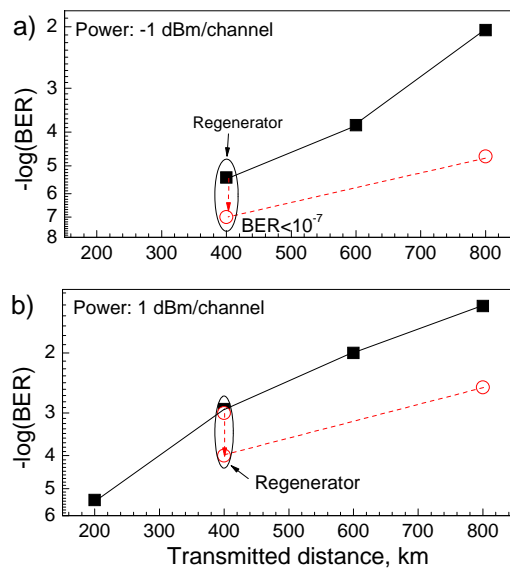 a)
Power: -1 dBm/channel
-log(BER)
2
3
4
5
6
7
8
Regenerator
BER<10⁻⁷
200 300 400 500 600 700 800
b)
Power: 1 dBm/channel
-log(BER)
2
3
4
5
6
Regenerator
200 300 400 500 600 700 800
Transmitted distance, km